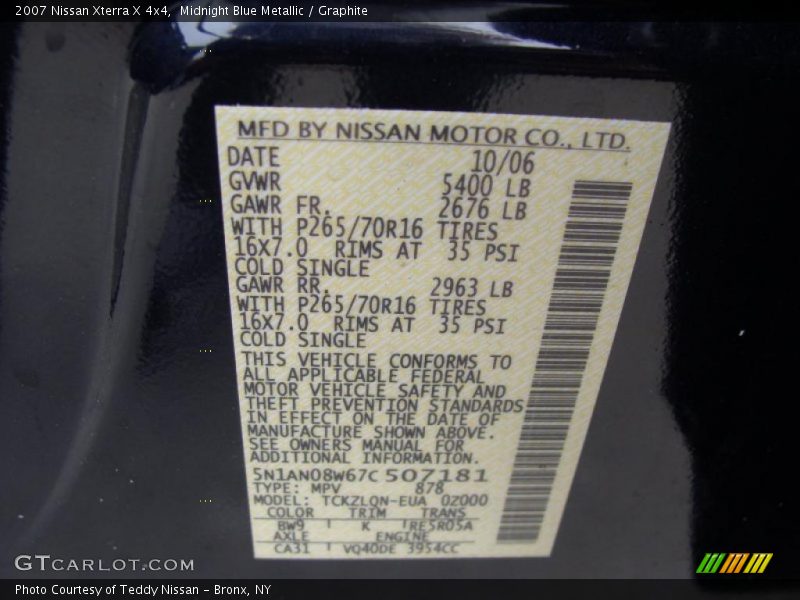 2007 Nissan Xterra X 4x4,  Midnight Blue Metallic / Graphite
MFD BY NISSAN MOTOR CO., LTD.
DATE 10/06
GVWR 5400 LB
GAWR FR. 2676 LB
WITH P265/70R16 TIRES
16X7.0 RIMS AT 35 PSI
COLD SINGLE
GAWR RR. 2963 LB
WITH P265/70R16 TIRES
16X7.0 RIMS AT 35 PSI
COLD SINGLE
THIS VEHICLE CONFORMS TO
ALL APPLICABLE FEDERAL
MOTOR VEHICLE SAFETY AND
THEFT PREVENTION STANDARDS
IN EFFECT ON THE DATE OF
MANUFACTURE SHOWN ABOVE.
SEE OWNERS MANUAL FOR
ADDITIONAL INFORMATION.
5N1AN08W67C507181
TYPE: MPV 878
MODEL: TCKZLQN-EUA 0Z000
COLOR TRIM TRANS
BW9 K RE5R05A
AXLE ENGINE
CA31 VQ40DE 3954CC
GTCARLOT.COM
Photo Courtesy of Teddy Nissan - Bronx, NY